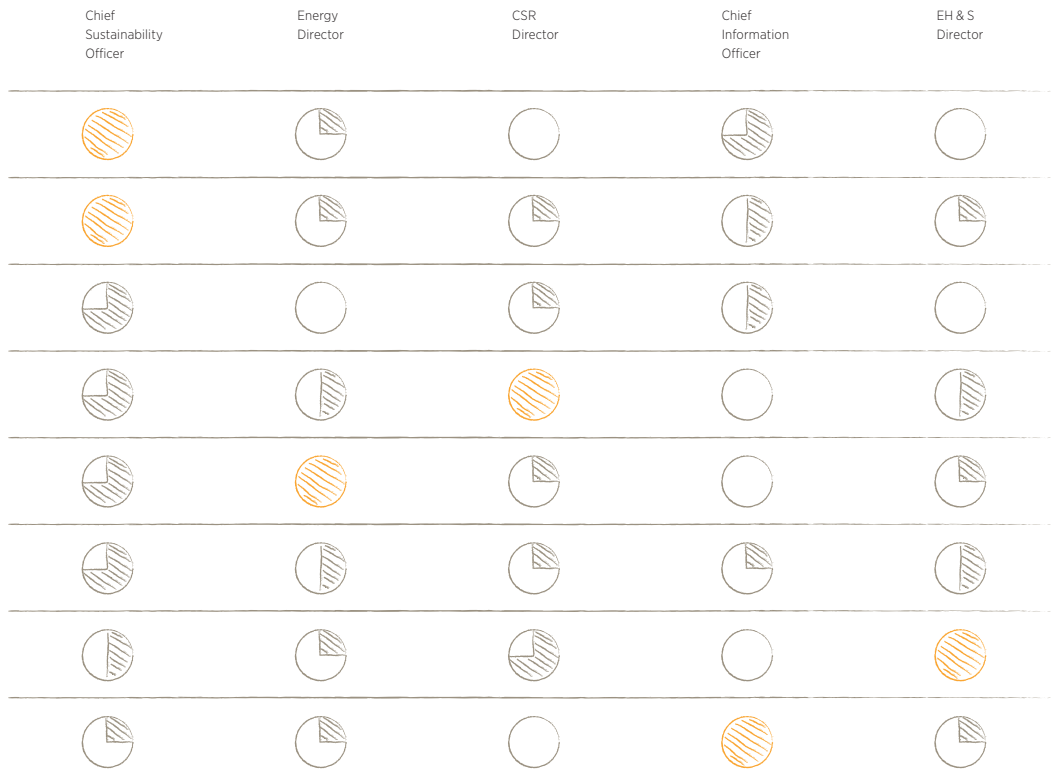 Chief
Sustainability
Officer
Energy
Director
CSR
Director
Chief
Information
Officer
EH & S
Director